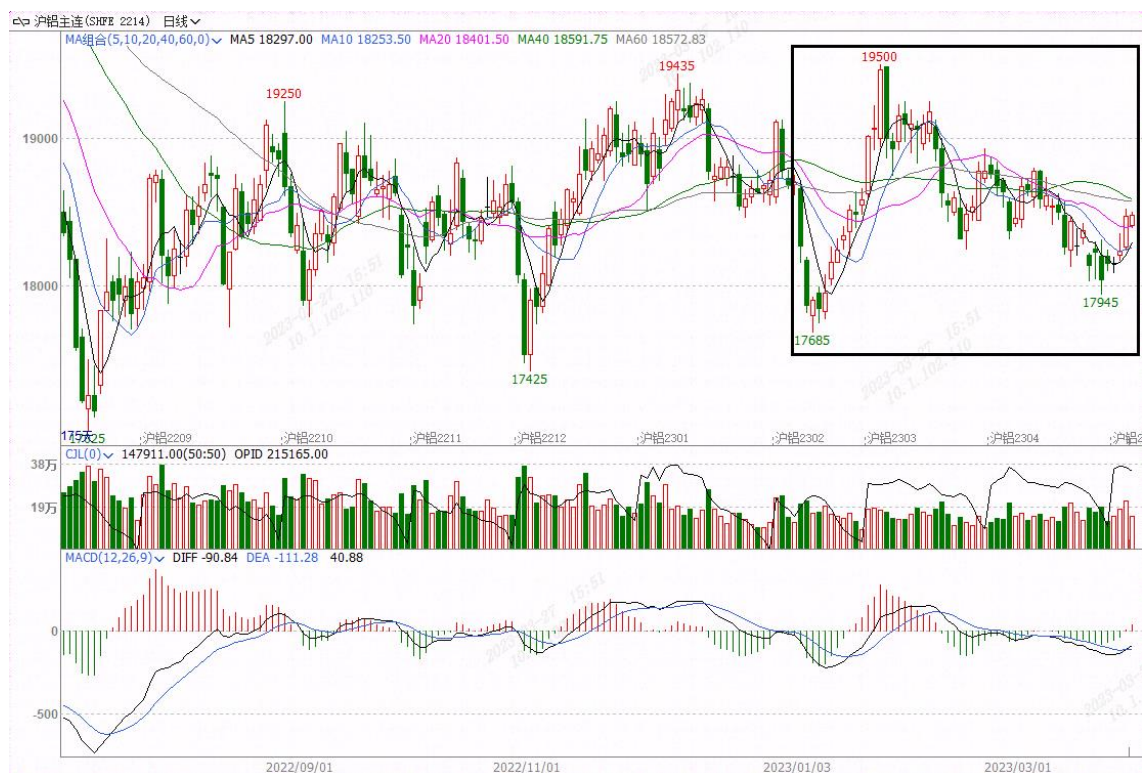 沪铝主连(SHFE 2214) 日线
MA组合(5,10,20,40,60,0) MA5 18297.00 MA10 18253.50 MA20 18401.50 MA40 18591.75 MA60 18572.83
19500
19435
19250
19000
18000
17945
17685
17425
175天
沪铝2209 沪铝2210 沪铝2211 沪铝2212 沪铝2301 沪铝2302 沪铝2303 沪铝2304
CJL(0) 147911.00(50:50) OPID 215165.00
38万
19万
MACD(12,26,9) DIFF -90.84 DEA -111.28 40.88
0
-500
2022/09/01 2022/11/01 2023/01/03 2023/03/01